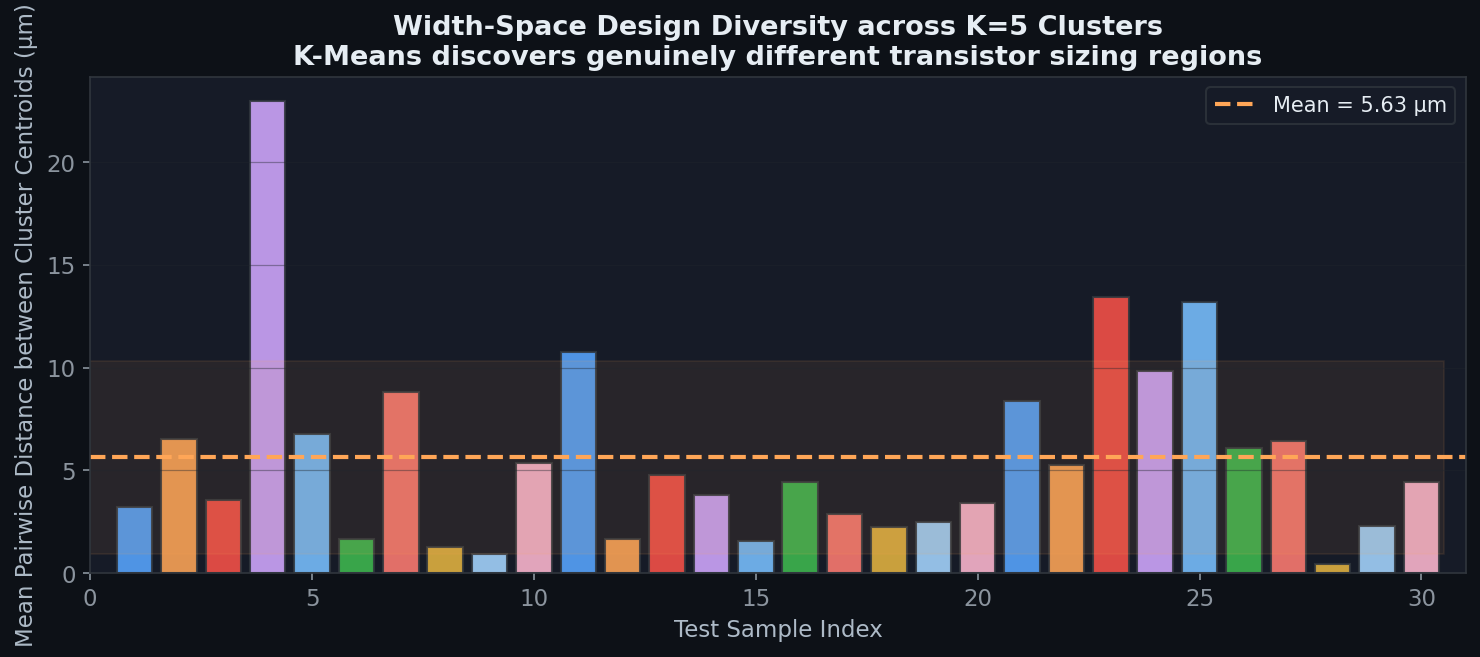 Width-Space Design Diversity across K=5 Clusters
K-Means discovers genuinely different transistor sizing regions
Mean Pairwise Distance between Cluster Centroids (μm)
Mean = 5.63 μm
20
15
10
5
0
0 5 10 15 20 25 30
Test Sample Index